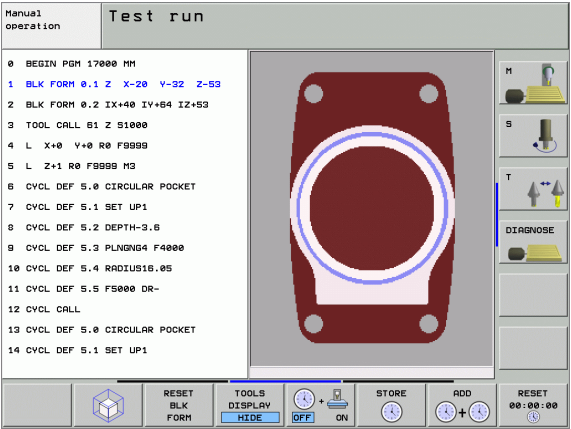 Manual
operation
Test run
0 BEGIN PGM 17000 MM
1 BLK FORM 0.1 Z X-20 Y-32 Z-53
2 BLK FORM 0.2 IX+40 IY+64 IZ+53
3 TOOL CALL 61 Z S1000
4 L X+0 Y+0 R0 F9999
5 L Z+1 R0 F9999 M3
6 CYCL DEF 5.0 CIRCULAR POCKET
7 CYCL DEF 5.1 SET UP1
8 CYCL DEF 5.2 DEPTH-3.6
9 CYCL DEF 5.3 PLNGNG4 F4000
10 CYCL DEF 5.4 RADIUS16.05
11 CYCL DEF 5.5 F5000 DR-
12 CYCL CALL
13 CYCL DEF 5.0 CIRCULAR POCKET
14 CYCL DEF 5.1 SET UP1
M
S
T
DIAGNOSE
RESET
BLK
FORM
TOOLS
DISPLAY
HIDE
+
OFF ON
STORE
ADD
+
RESET
00:00:00